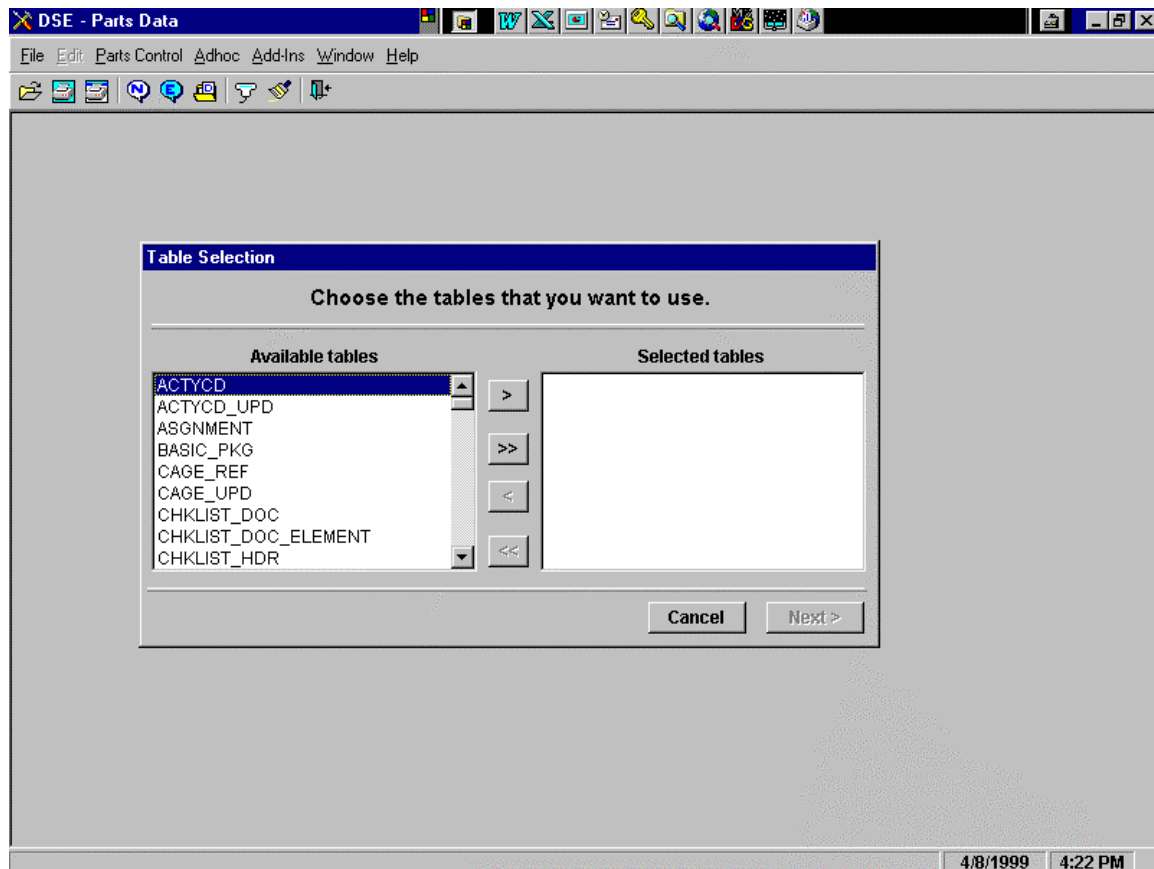 DSE - Parts Data
File Edit Parts Control Adhoc Add-Ins Window Help
N E
Table Selection
Choose the tables that you want to use.
Available tables
Selected tables
ACTYCD
ACTYCD_UPD
ASGNMENT
BASIC_PKG
CAGE_REF
CAGE_UPD
CHKLIST_DOC
CHKLIST_DOC_ELEMENT
CHKLIST_HDR
>
>>
<
<<
Cancel
Next >
4/8/1999 4:22 PM